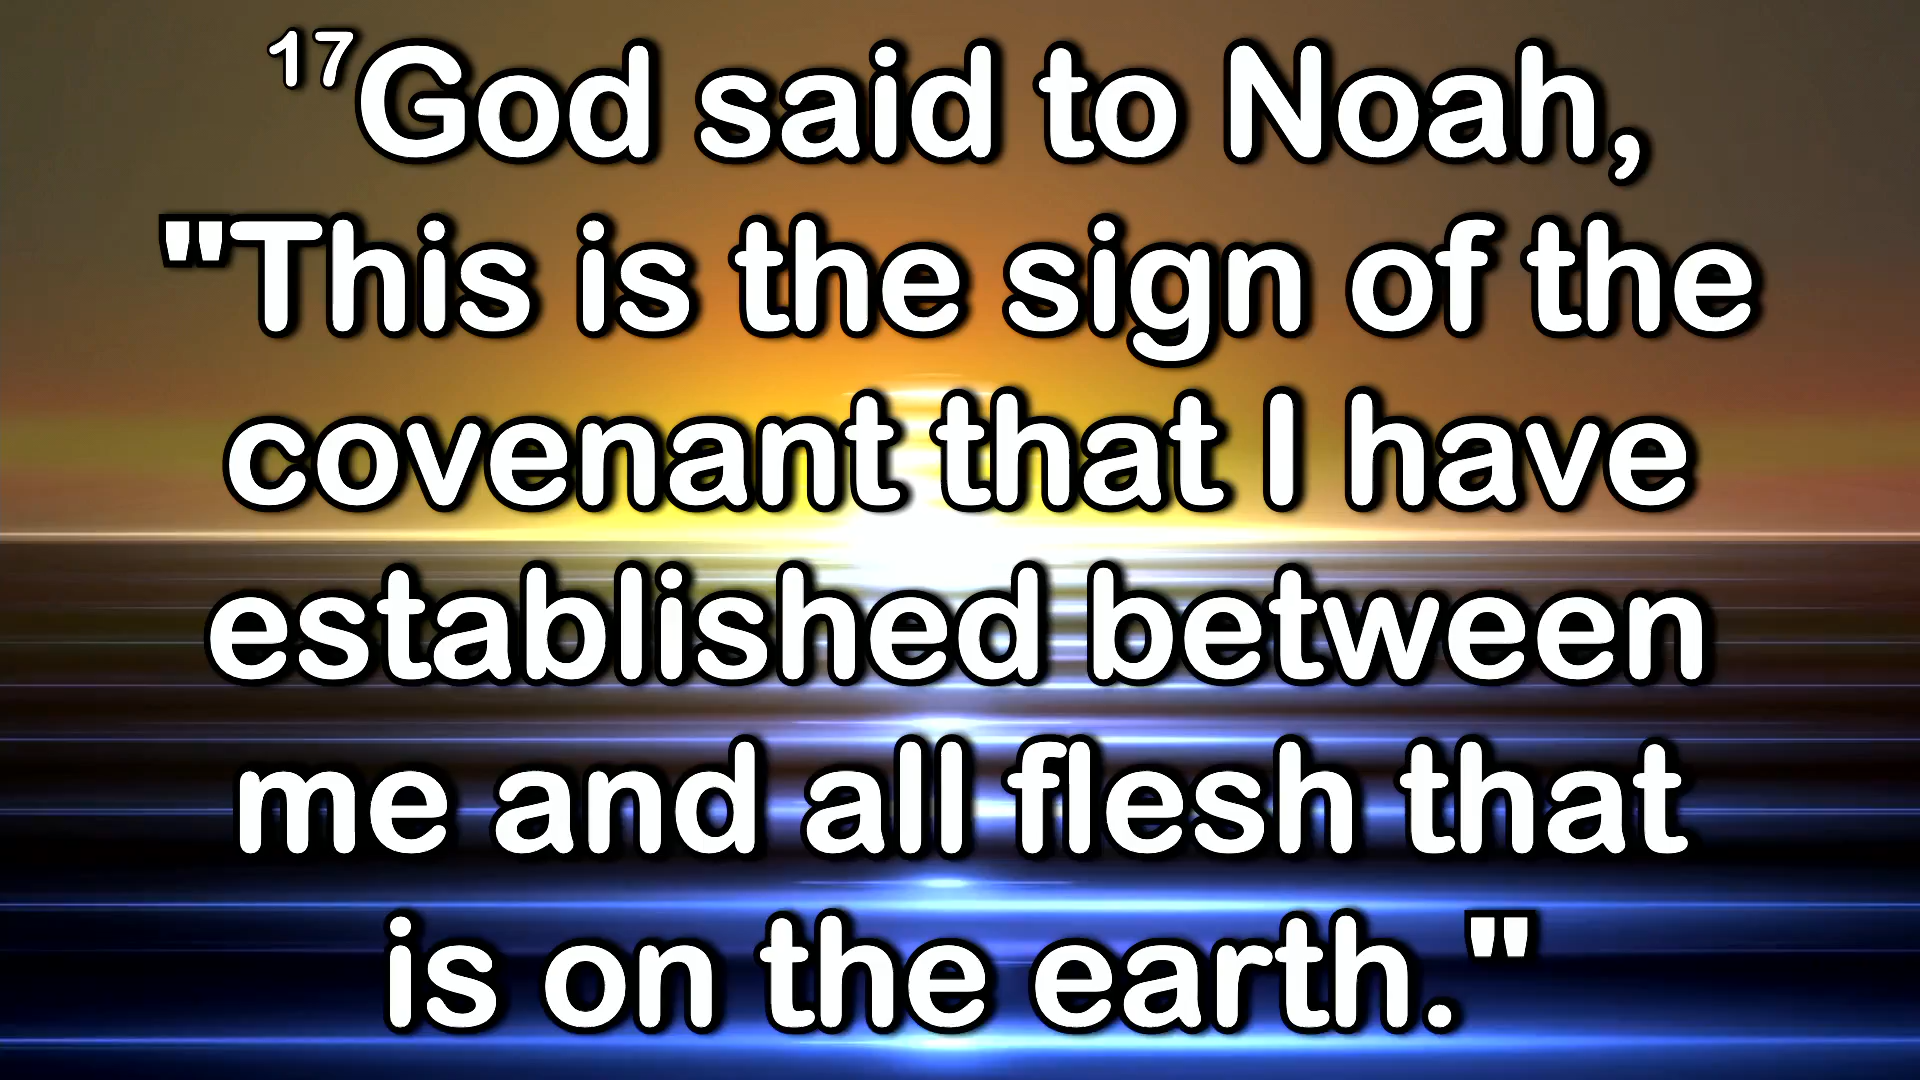 17God said to Noah,
"This is the sign of the
covenant that I have
established between
me and all flesh that
is on the earth."